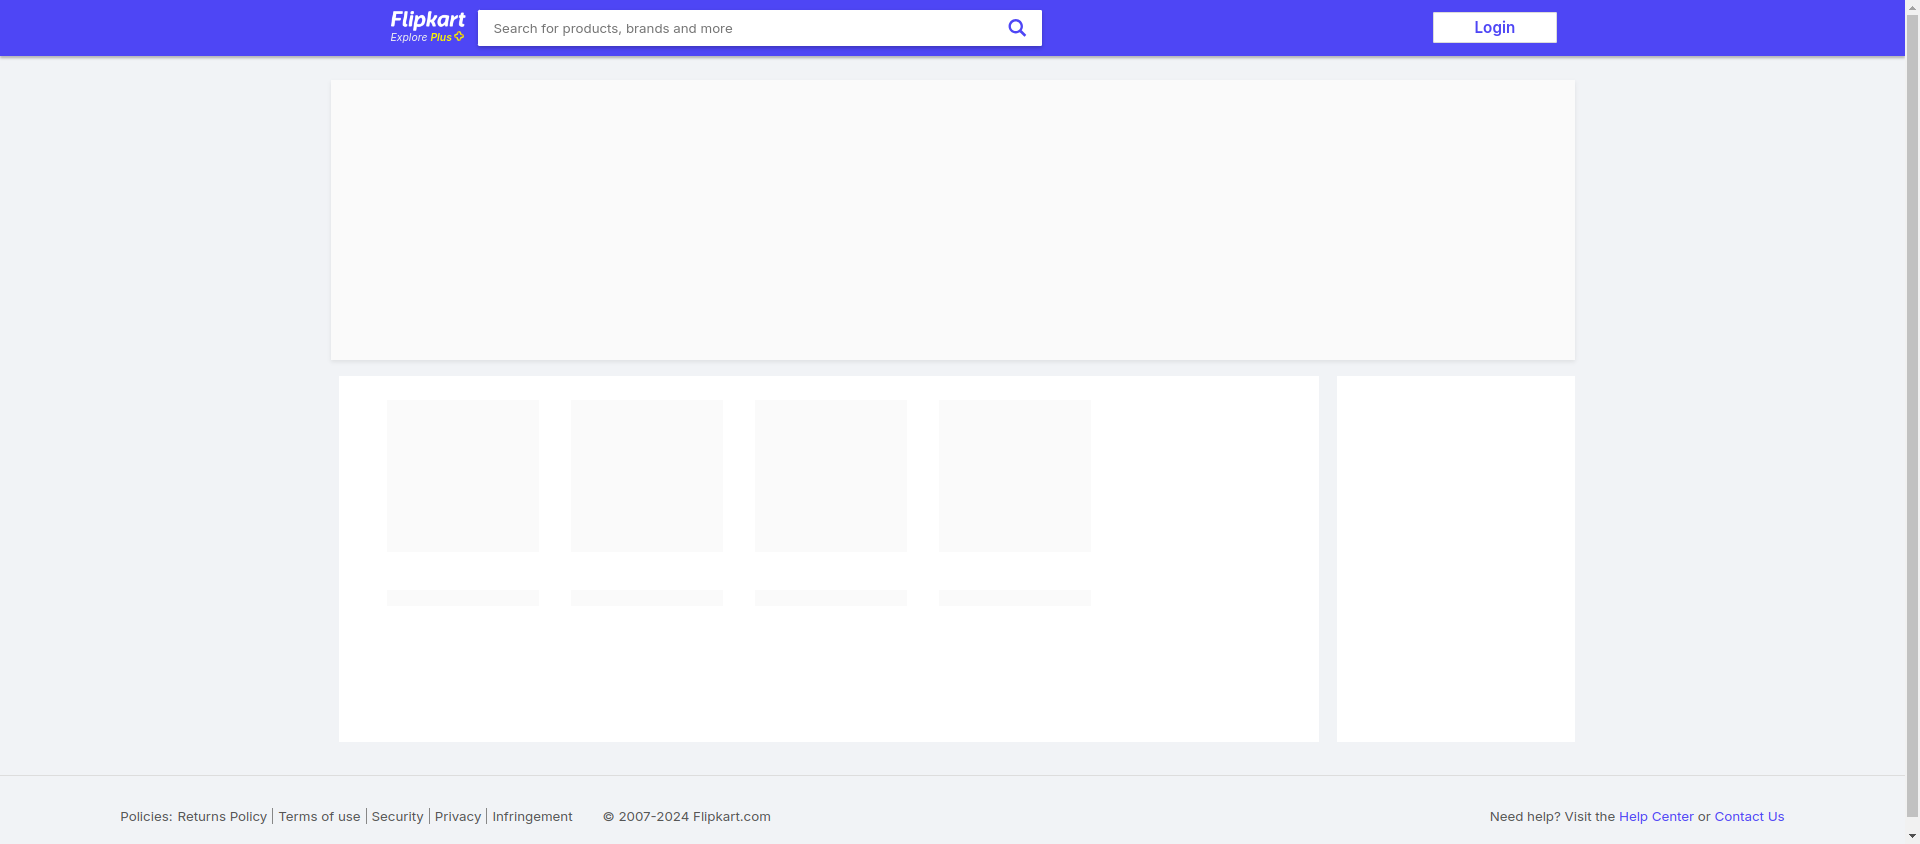 Flipkart
Explore Plus
Search for products, brands and more
Login
Policies: Returns Policy Terms of use Security Privacy Infringement © 2007-2024 Flipkart.com
Need help? Visit the Help Center or Contact Us